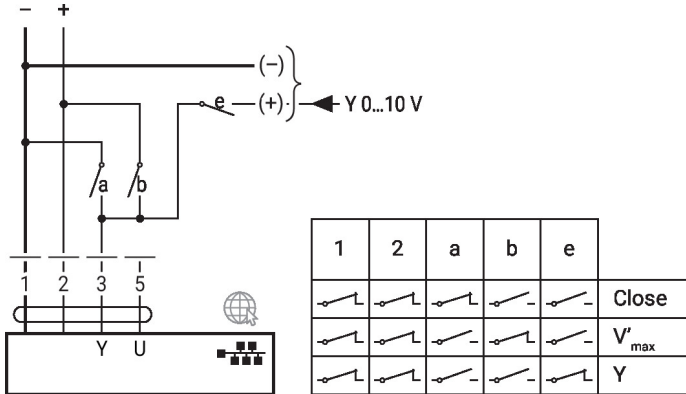 − +
(−)
e (+) Y 0...10 V
a b
1 2 3 5
Y U
1 2 a b e
Close
V'max
Y